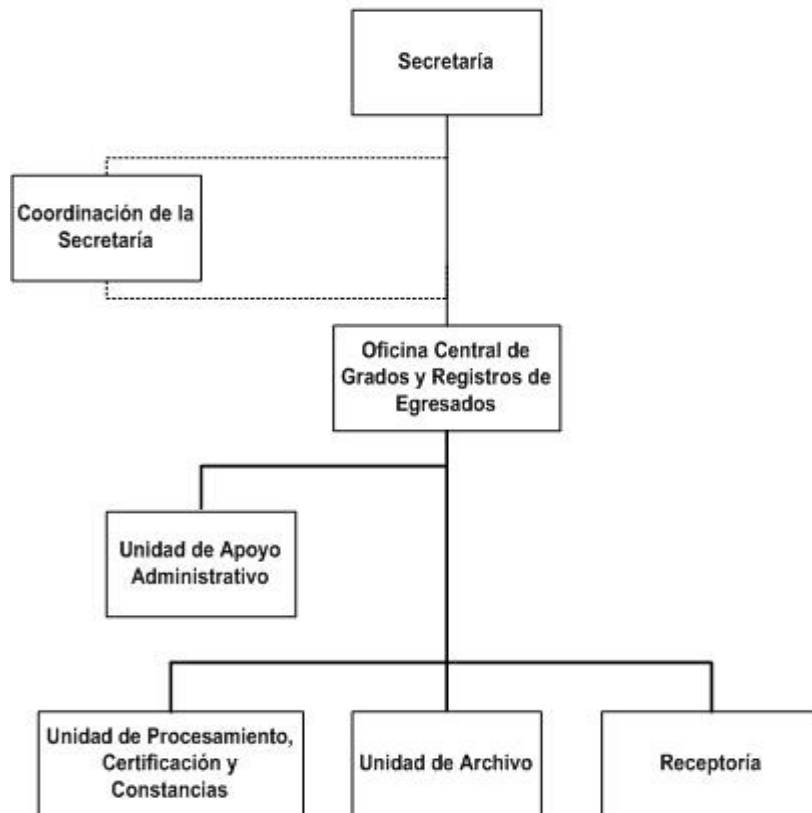 Secretaría
Coordinación de la
Secretaría
Oficina Central de
Grados y Registros de
Egresados
Unidad de Apoyo
Administrativo
Unidad de Procesamiento,
Certificación y
Constancias
Unidad de Archivo
Receptoría